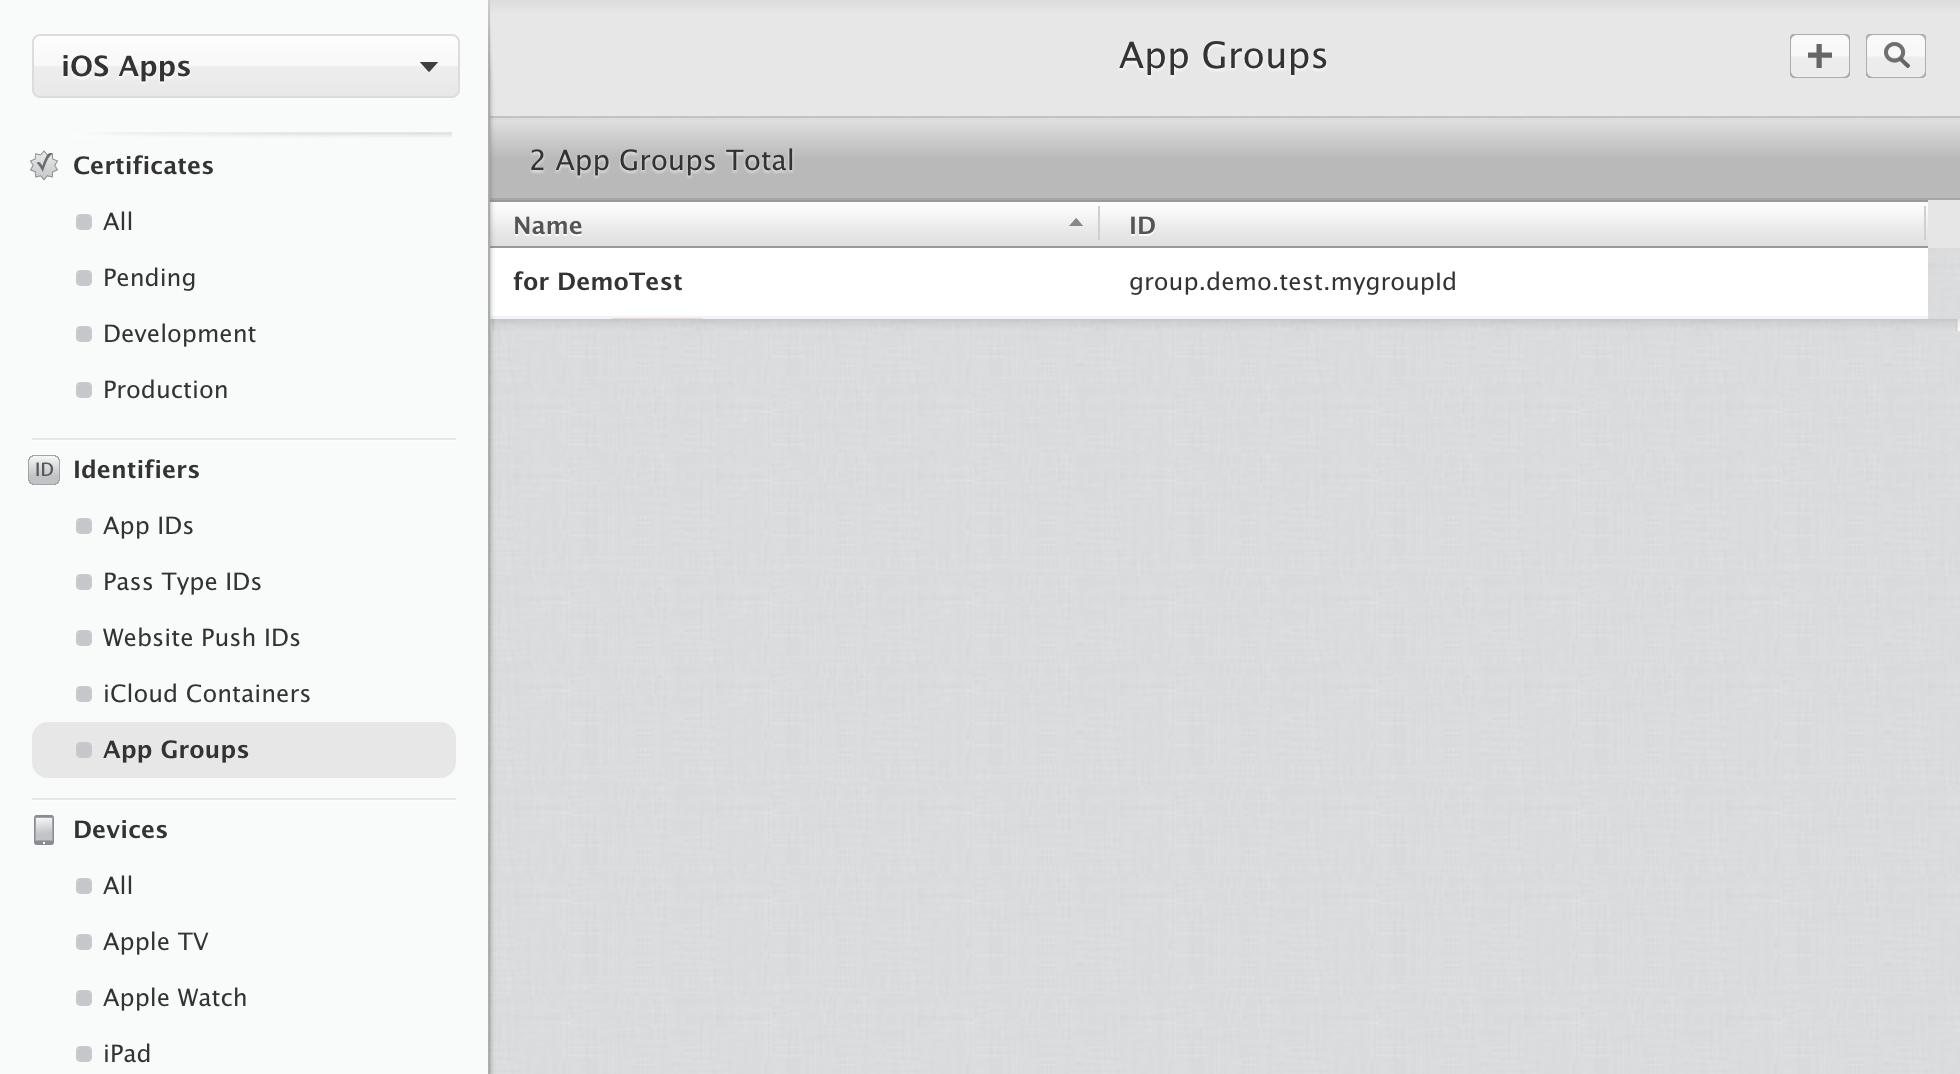 iOS Apps
Certificates
All
Pending
Development
Production
ID Identifiers
App IDs
Pass Type IDs
Website Push IDs
iCloud Containers
App Groups
Devices
All
Apple TV
Apple Watch
iPad
App Groups
2 App Groups Total
Name ID
for DemoTest group.demo.test.mygroupId